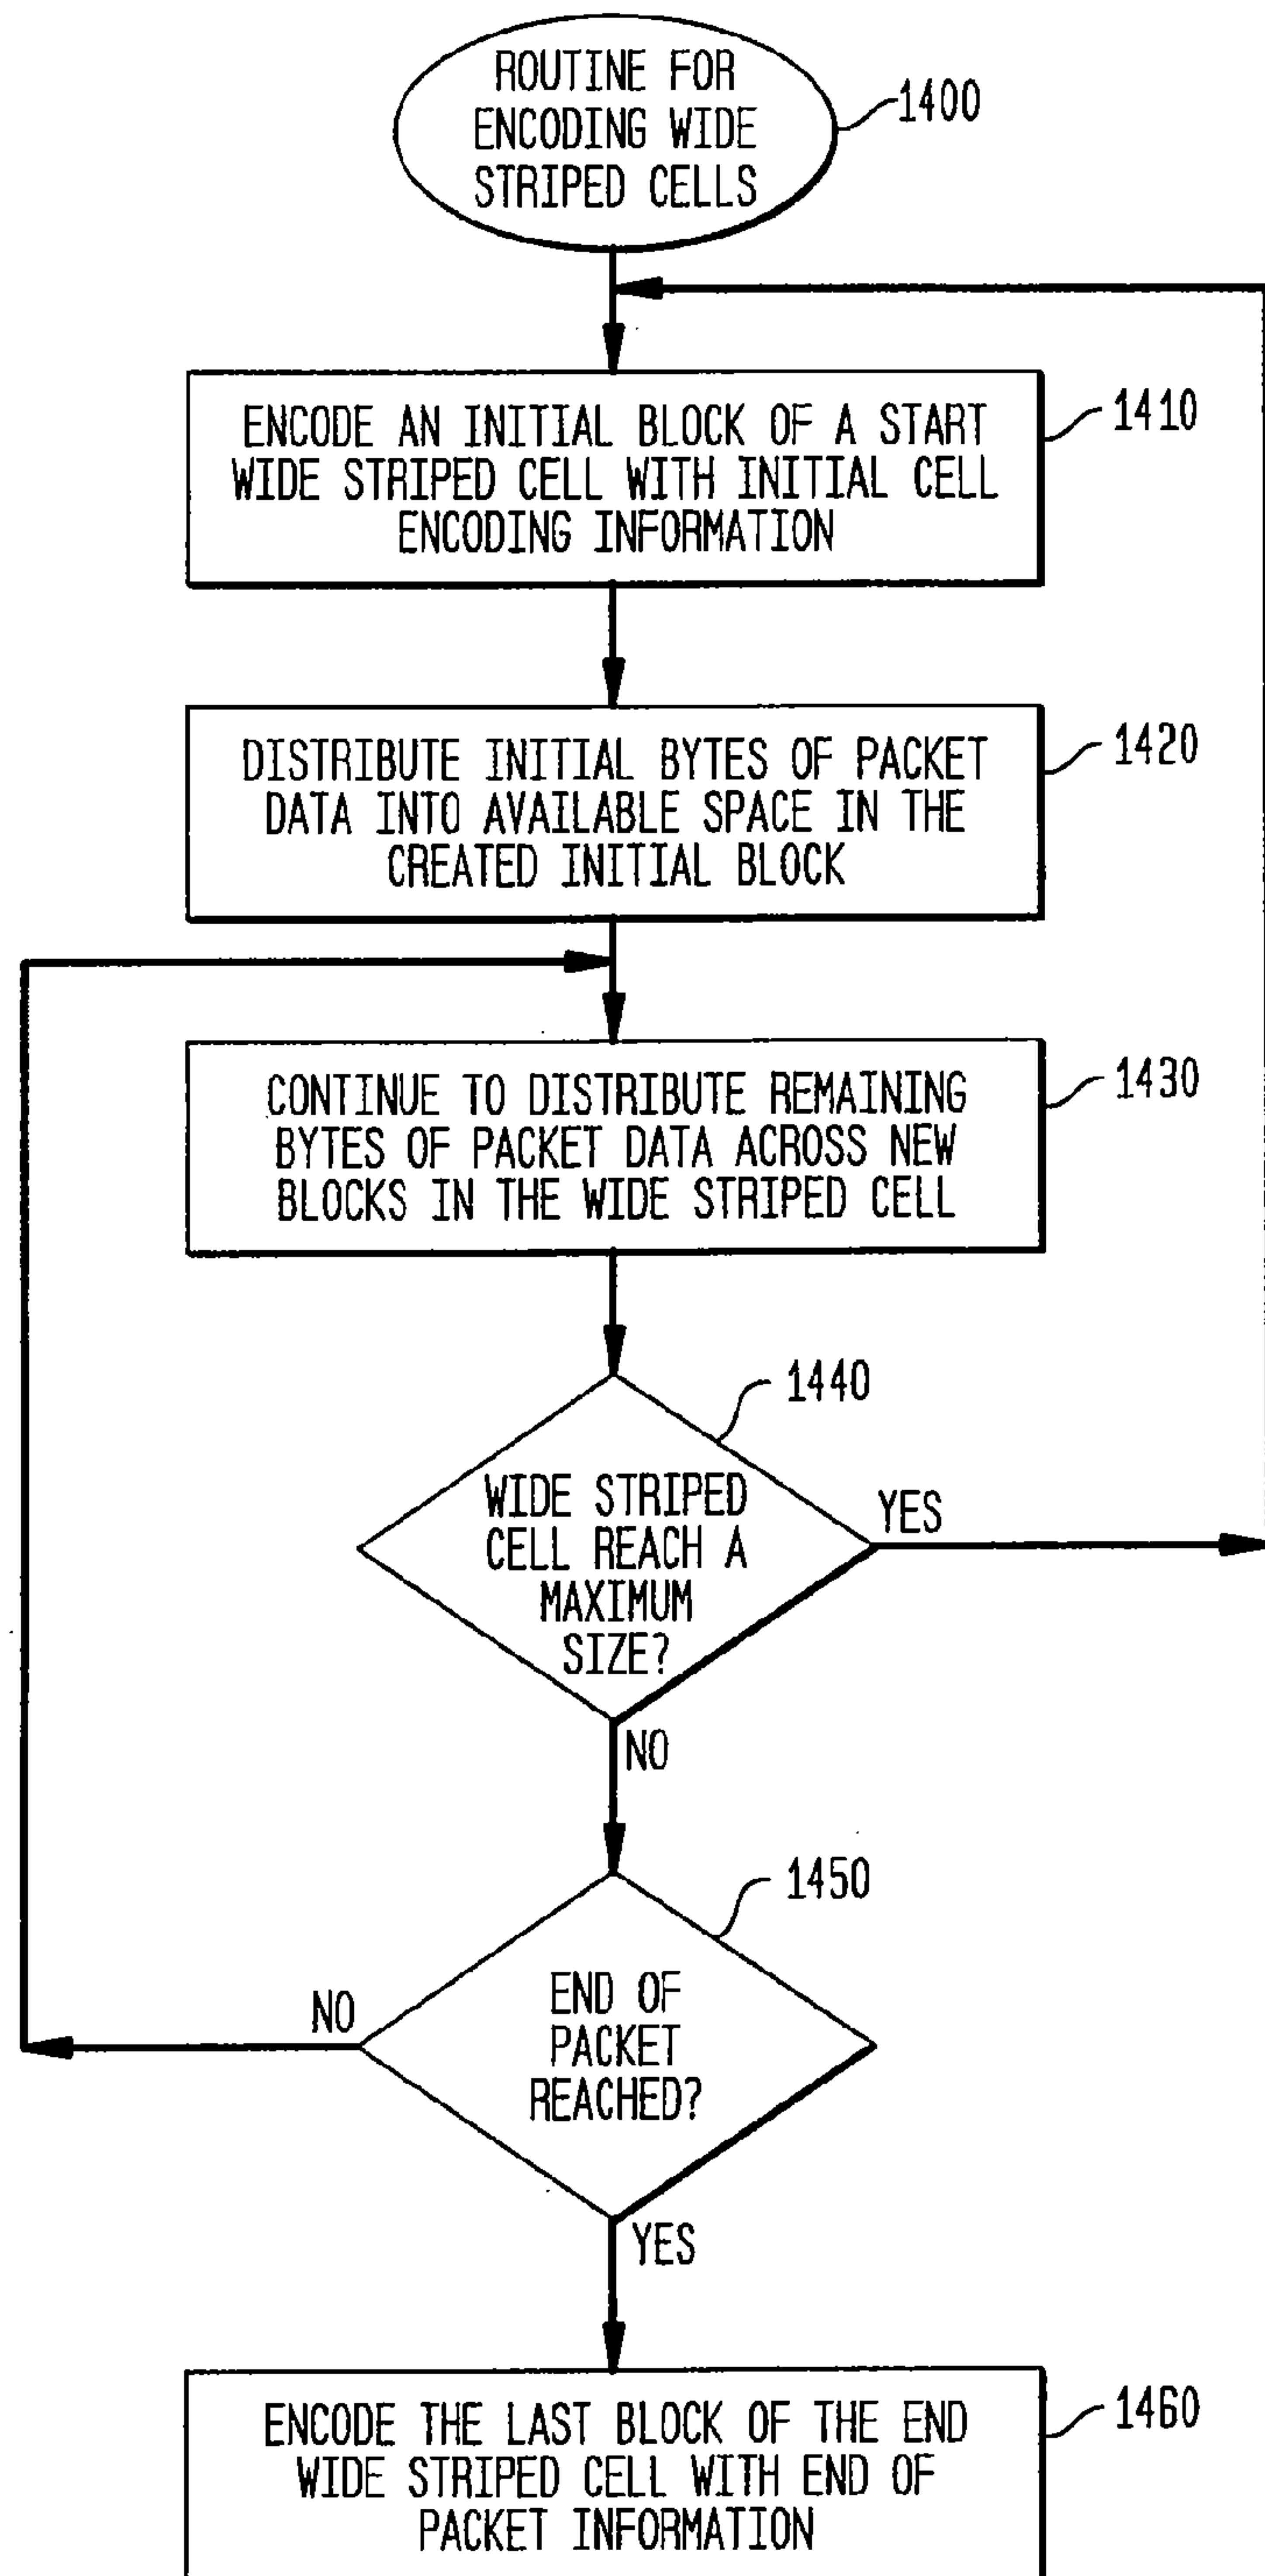 ROUTINE FOR
ENCODING WIDE
STRIPED CELLS
1400
ENCODE AN INITIAL BLOCK OF A START
WIDE STRIPED CELL WITH INITIAL CELL
ENCODING INFORMATION
1410
DISTRIBUTE INITIAL BYTES OF PACKET
DATA INTO AVAILABLE SPACE IN THE
CREATED INITIAL BLOCK
1420
CONTINUE TO DISTRIBUTE REMAINING
BYTES OF PACKET DATA ACROSS NEW
BLOCKS IN THE WIDE STRIPED CELL
1430
1440
WIDE STRIPED
CELL REACH A
MAXIMUM
SIZE?
YES
NO
1450
END OF
PACKET
REACHED?
NO
YES
ENCODE THE LAST BLOCK OF THE END
WIDE STRIPED CELL WITH END OF
PACKET INFORMATION
1460